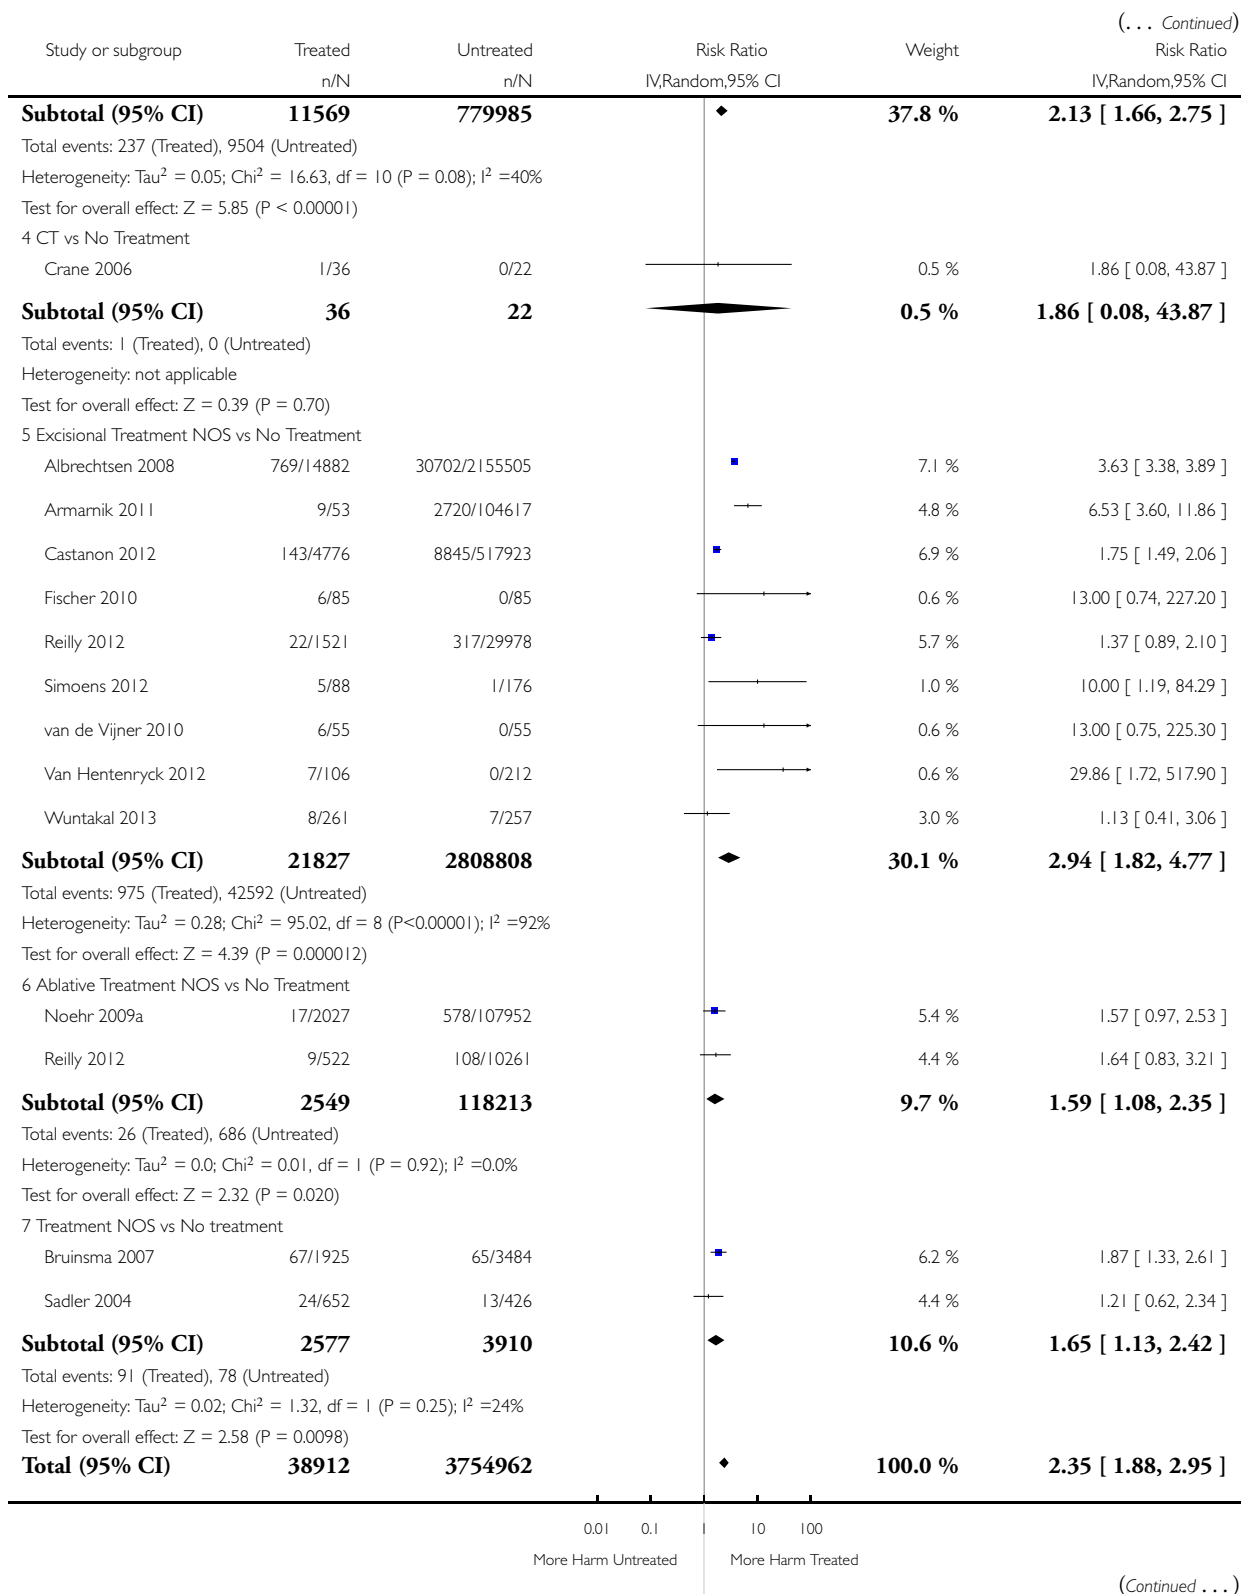 (... Continued)
Study or subgroup Treated Untreated Risk Ratio Weight Risk Ratio
n/N n/N IV,Random,95% CI IV,Random,95% CI
Subtotal (95% CI) 11569 779985 37.8 % 2.13 [ 1.66, 2.75 ]
Total events: 237 (Treated), 9504 (Untreated)
Heterogeneity: Tau² = 0.05; Chi² = 16.63, df = 10 (P = 0.08); I² =40%
Test for overall effect: Z = 5.85 (P < 0.00001)
4 CT vs No Treatment
Crane 2006 1/36 0/22 0.5 % 1.86 [ 0.08, 43.87 ]
Subtotal (95% CI) 36 22 0.5 % 1.86 [ 0.08, 43.87 ]
Total events: 1 (Treated), 0 (Untreated)
Heterogeneity: not applicable
Test for overall effect: Z = 0.39 (P = 0.70)
5 Excisional Treatment NOS vs No Treatment
Albrechtsen 2008 769/14882 30702/2155505 7.1 % 3.63 [ 3.38, 3.89 ]
Armarnik 2011 9/53 2720/104617 4.8 % 6.53 [ 3.60, 11.86 ]
Castanon 2012 143/4776 8845/517923 6.9 % 1.75 [ 1.49, 2.06 ]
Fischer 2010 6/85 0/85 0.6 % 13.00 [ 0.74, 227.20 ]
Reilly 2012 22/1521 317/29978 5.7 % 1.37 [ 0.89, 2.10 ]
Simoens 2012 5/88 1/176 1.0 % 10.00 [ 1.19, 84.29 ]
van de Vijner 2010 6/55 0/55 0.6 % 13.00 [ 0.75, 225.30 ]
Van Hentenryck 2012 7/106 0/212 0.6 % 29.86 [ 1.72, 517.90 ]
Wuntakal 2013 8/261 7/257 3.0 % 1.13 [ 0.41, 3.06 ]
Subtotal (95% CI) 21827 2808808 30.1 % 2.94 [ 1.82, 4.77 ]
Total events: 975 (Treated), 42592 (Untreated)
Heterogeneity: Tau² = 0.28; Chi² = 95.02, df = 8 (P<0.00001); I² =92%
Test for overall effect: Z = 4.39 (P = 0.000012)
6 Ablative Treatment NOS vs No Treatment
Noehr 2009a 17/2027 578/107952 5.4 % 1.57 [ 0.97, 2.53 ]
Reilly 2012 9/522 108/10261 4.4 % 1.64 [ 0.83, 3.21 ]
Subtotal (95% CI) 2549 118213 9.7 % 1.59 [ 1.08, 2.35 ]
Total events: 26 (Treated), 686 (Untreated)
Heterogeneity: Tau² = 0.0; Chi² = 0.01, df = 1 (P = 0.92); I² =0.0%
Test for overall effect: Z = 2.32 (P = 0.020)
7 Treatment NOS vs No treatment
Bruinsma 2007 67/1925 65/3484 6.2 % 1.87 [ 1.33, 2.61 ]
Sadler 2004 24/652 13/426 4.4 % 1.21 [ 0.62, 2.34 ]
Subtotal (95% CI) 2577 3910 10.6 % 1.65 [ 1.13, 2.42 ]
Total events: 91 (Treated), 78 (Untreated)
Heterogeneity: Tau² = 0.02; Chi² = 1.32, df = 1 (P = 0.25); I² =24%
Test for overall effect: Z = 2.58 (P = 0.0098)
Total (95% CI) 38912 3754962 100.0 % 2.35 [ 1.88, 2.95 ]
0.01 0.1 1 10 100
More Harm Untreated More Harm Treated
(Continued ...)